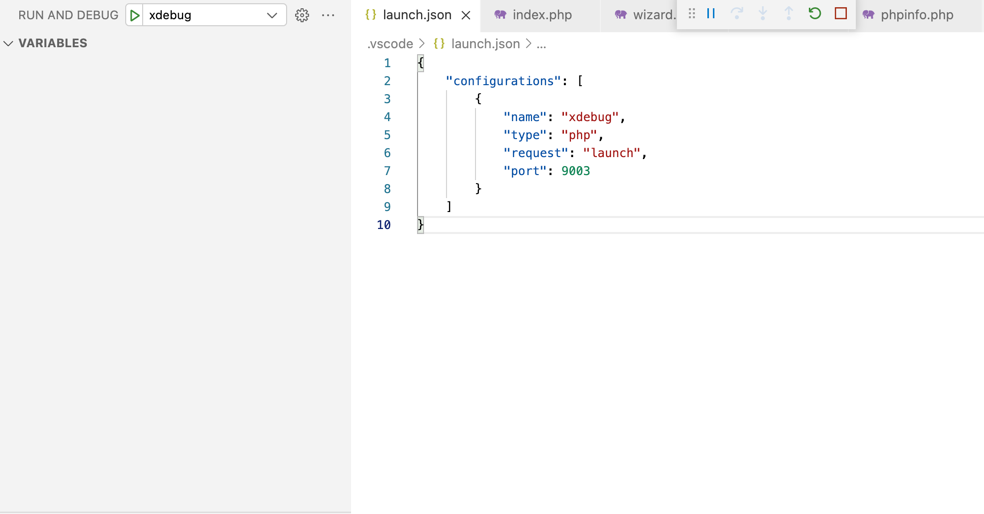 RUN AND DEBUG xdebug
VARIABLES
launch.json index.php wizard. phpinfo.php
.vscode > {} launch.json > ...
1 {
2 "configurations": [
3 {
4 "name": "xdebug",
5 "type": "php",
6 "request": "launch",
7 "port": 9003
8 }
9 ]
10 }